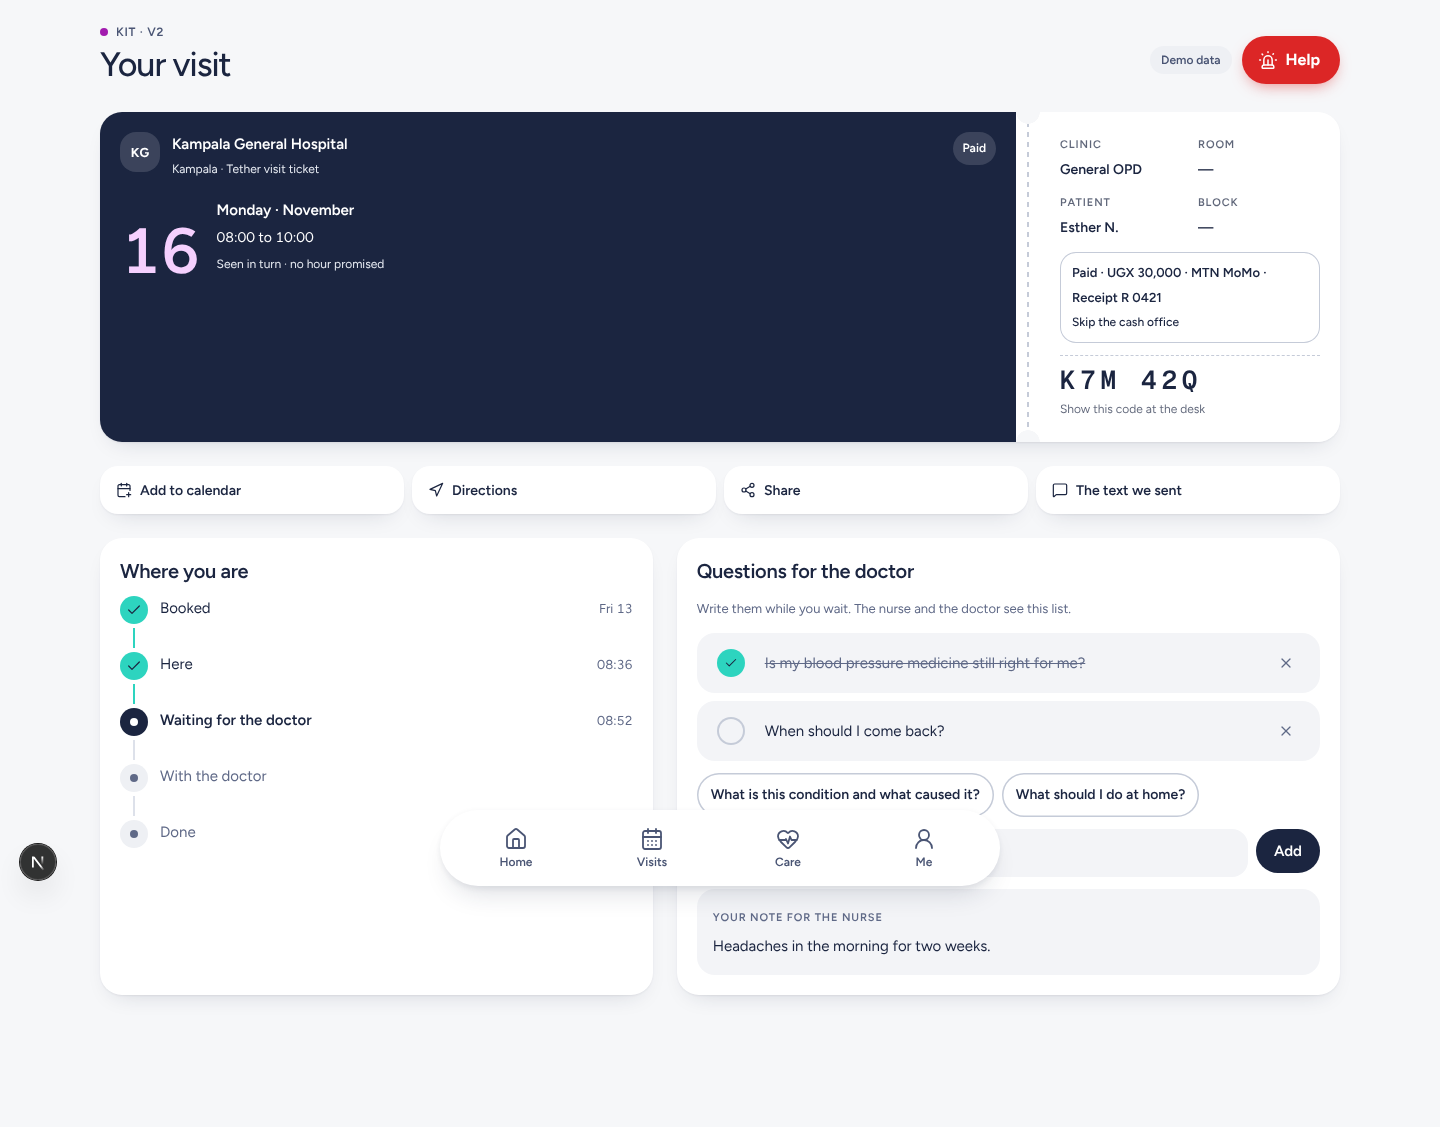 KIT · V2
Your visit
Demo data
Help
KG
Kampala General Hospital
Kampala · Tether visit ticket
Paid
16
Monday · November
08:00 to 10:00
Seen in turn · no hour promised
CLINIC
General OPD
ROOM
—
PATIENT
Esther N.
BLOCK
—
Paid · UGX 30,000 · MTN MoMo ·
Receipt R 0421
Skip the cash office
K7M 42Q
Show this code at the desk
Add to calendar
Directions
Share
The text we sent
Where you are
Booked
Fri 13
Here
08:36
Waiting for the doctor
08:52
With the doctor
Done
Questions for the doctor
Write them while you wait. The nurse and the doctor see this list.
Is my blood pressure medicine still right for me?
When should I come back?
What is this condition and what caused it?
What should I do at home?
Add
YOUR NOTE FOR THE NURSE
Headaches in the morning for two weeks.
Home
Visits
Care
Me
N